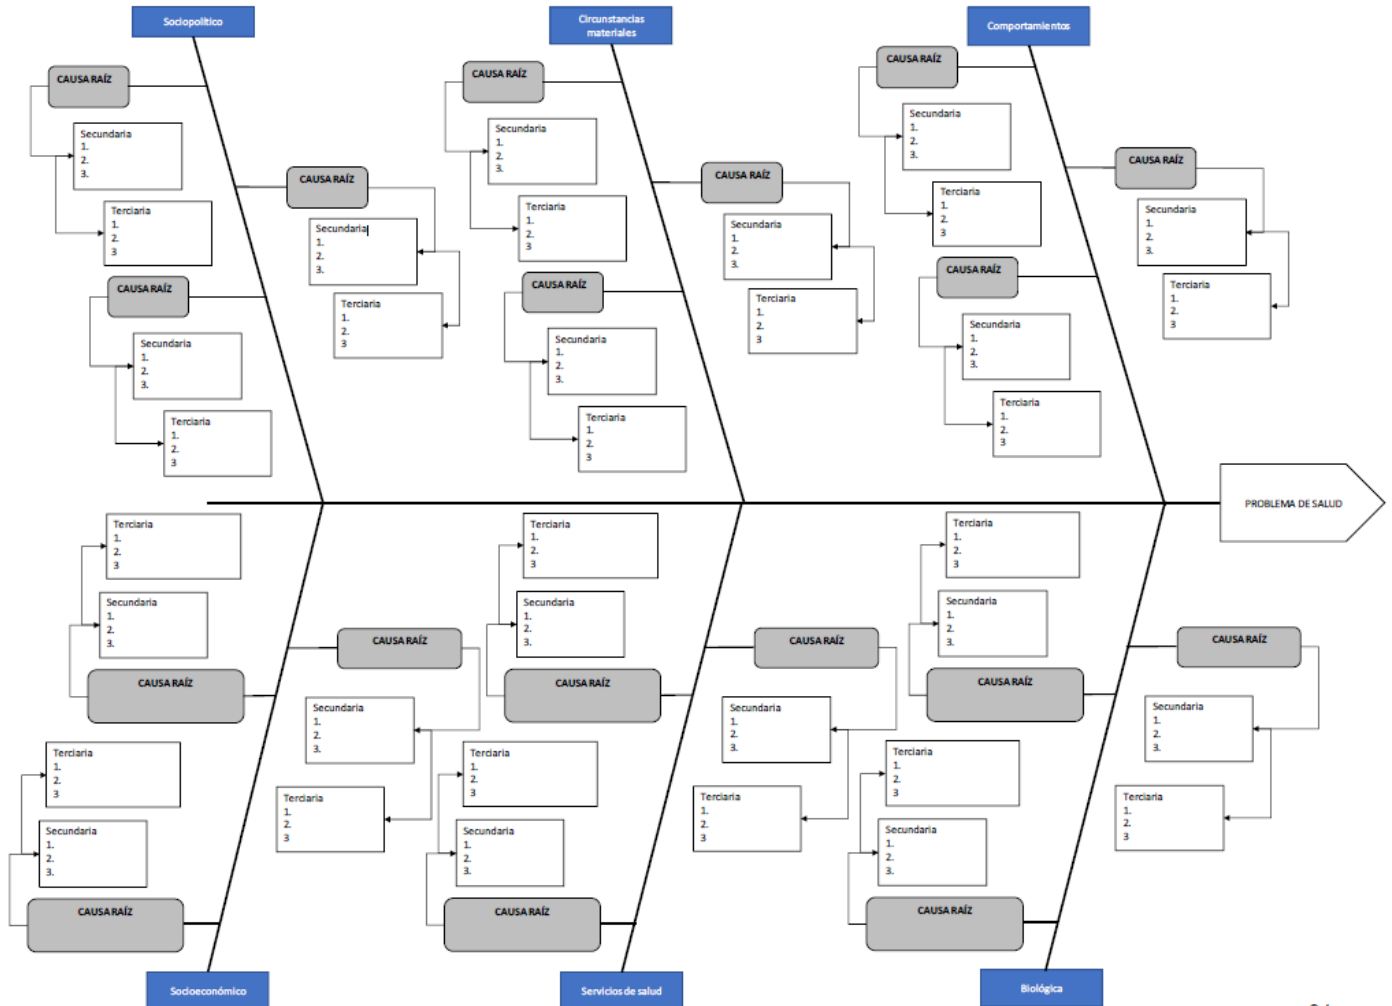 Sociopolítico
Circunstancias
materiales
Comportamientos
CAUSA RAÍZ
Secundaria
1.
2.
3.
Terciaria
1.
2.
3
CAUSA RAÍZ
Secundaria
1.
2.
3.
Terciaria
1.
2.
3
CAUSA RAÍZ
Secundaria
1.
2.
3.
Terciaria
1.
2.
3
CAUSA RAÍZ
Secundaria
1.
2.
3.
Terciaria
1.
2.
3
CAUSA RAÍZ
Secundaria
1.
2.
3.
Terciaria
1.
2.
3
CAUSA RAÍZ
Secundaria
1.
2.
3.
Terciaria
1.
2.
3
CAUSA RAÍZ
Secundaria
1.
2.
3.
Terciaria
1.
2.
3
CAUSA RAÍZ
Secundaria
1.
2.
3.
Terciaria
1.
2.
3
CAUSA RAÍZ
Secundaria
1.
2.
3.
Terciaria
1.
2.
3
PROBLEMA DE SALUD
Terciaria
1.
2.
3
Secundaria
1.
2.
3.
CAUSA RAÍZ
CAUSA RAÍZ
Secundaria
1.
2.
3.
Terciaria
1.
2.
3
Terciaria
1.
2.
3
Secundaria
1.
2.
3.
CAUSA RAÍZ
Terciaria
1.
2.
3
Secundaria
1.
2.
3.
CAUSA RAÍZ
CAUSA RAÍZ
Secundaria
1.
2.
3.
Terciaria
1.
2.
3
Terciaria
1.
2.
3
Secundaria
1.
2.
3.
CAUSA RAÍZ
Terciaria
1.
2.
3
Secundaria
1.
2.
3.
CAUSA RAÍZ
CAUSA RAÍZ
Secundaria
1.
2.
3.
Terciaria
1.
2.
3
Terciaria
1.
2.
3
Secundaria
1.
2.
3.
CAUSA RAÍZ
Socioeconómico
Servicios de salud
Biológica